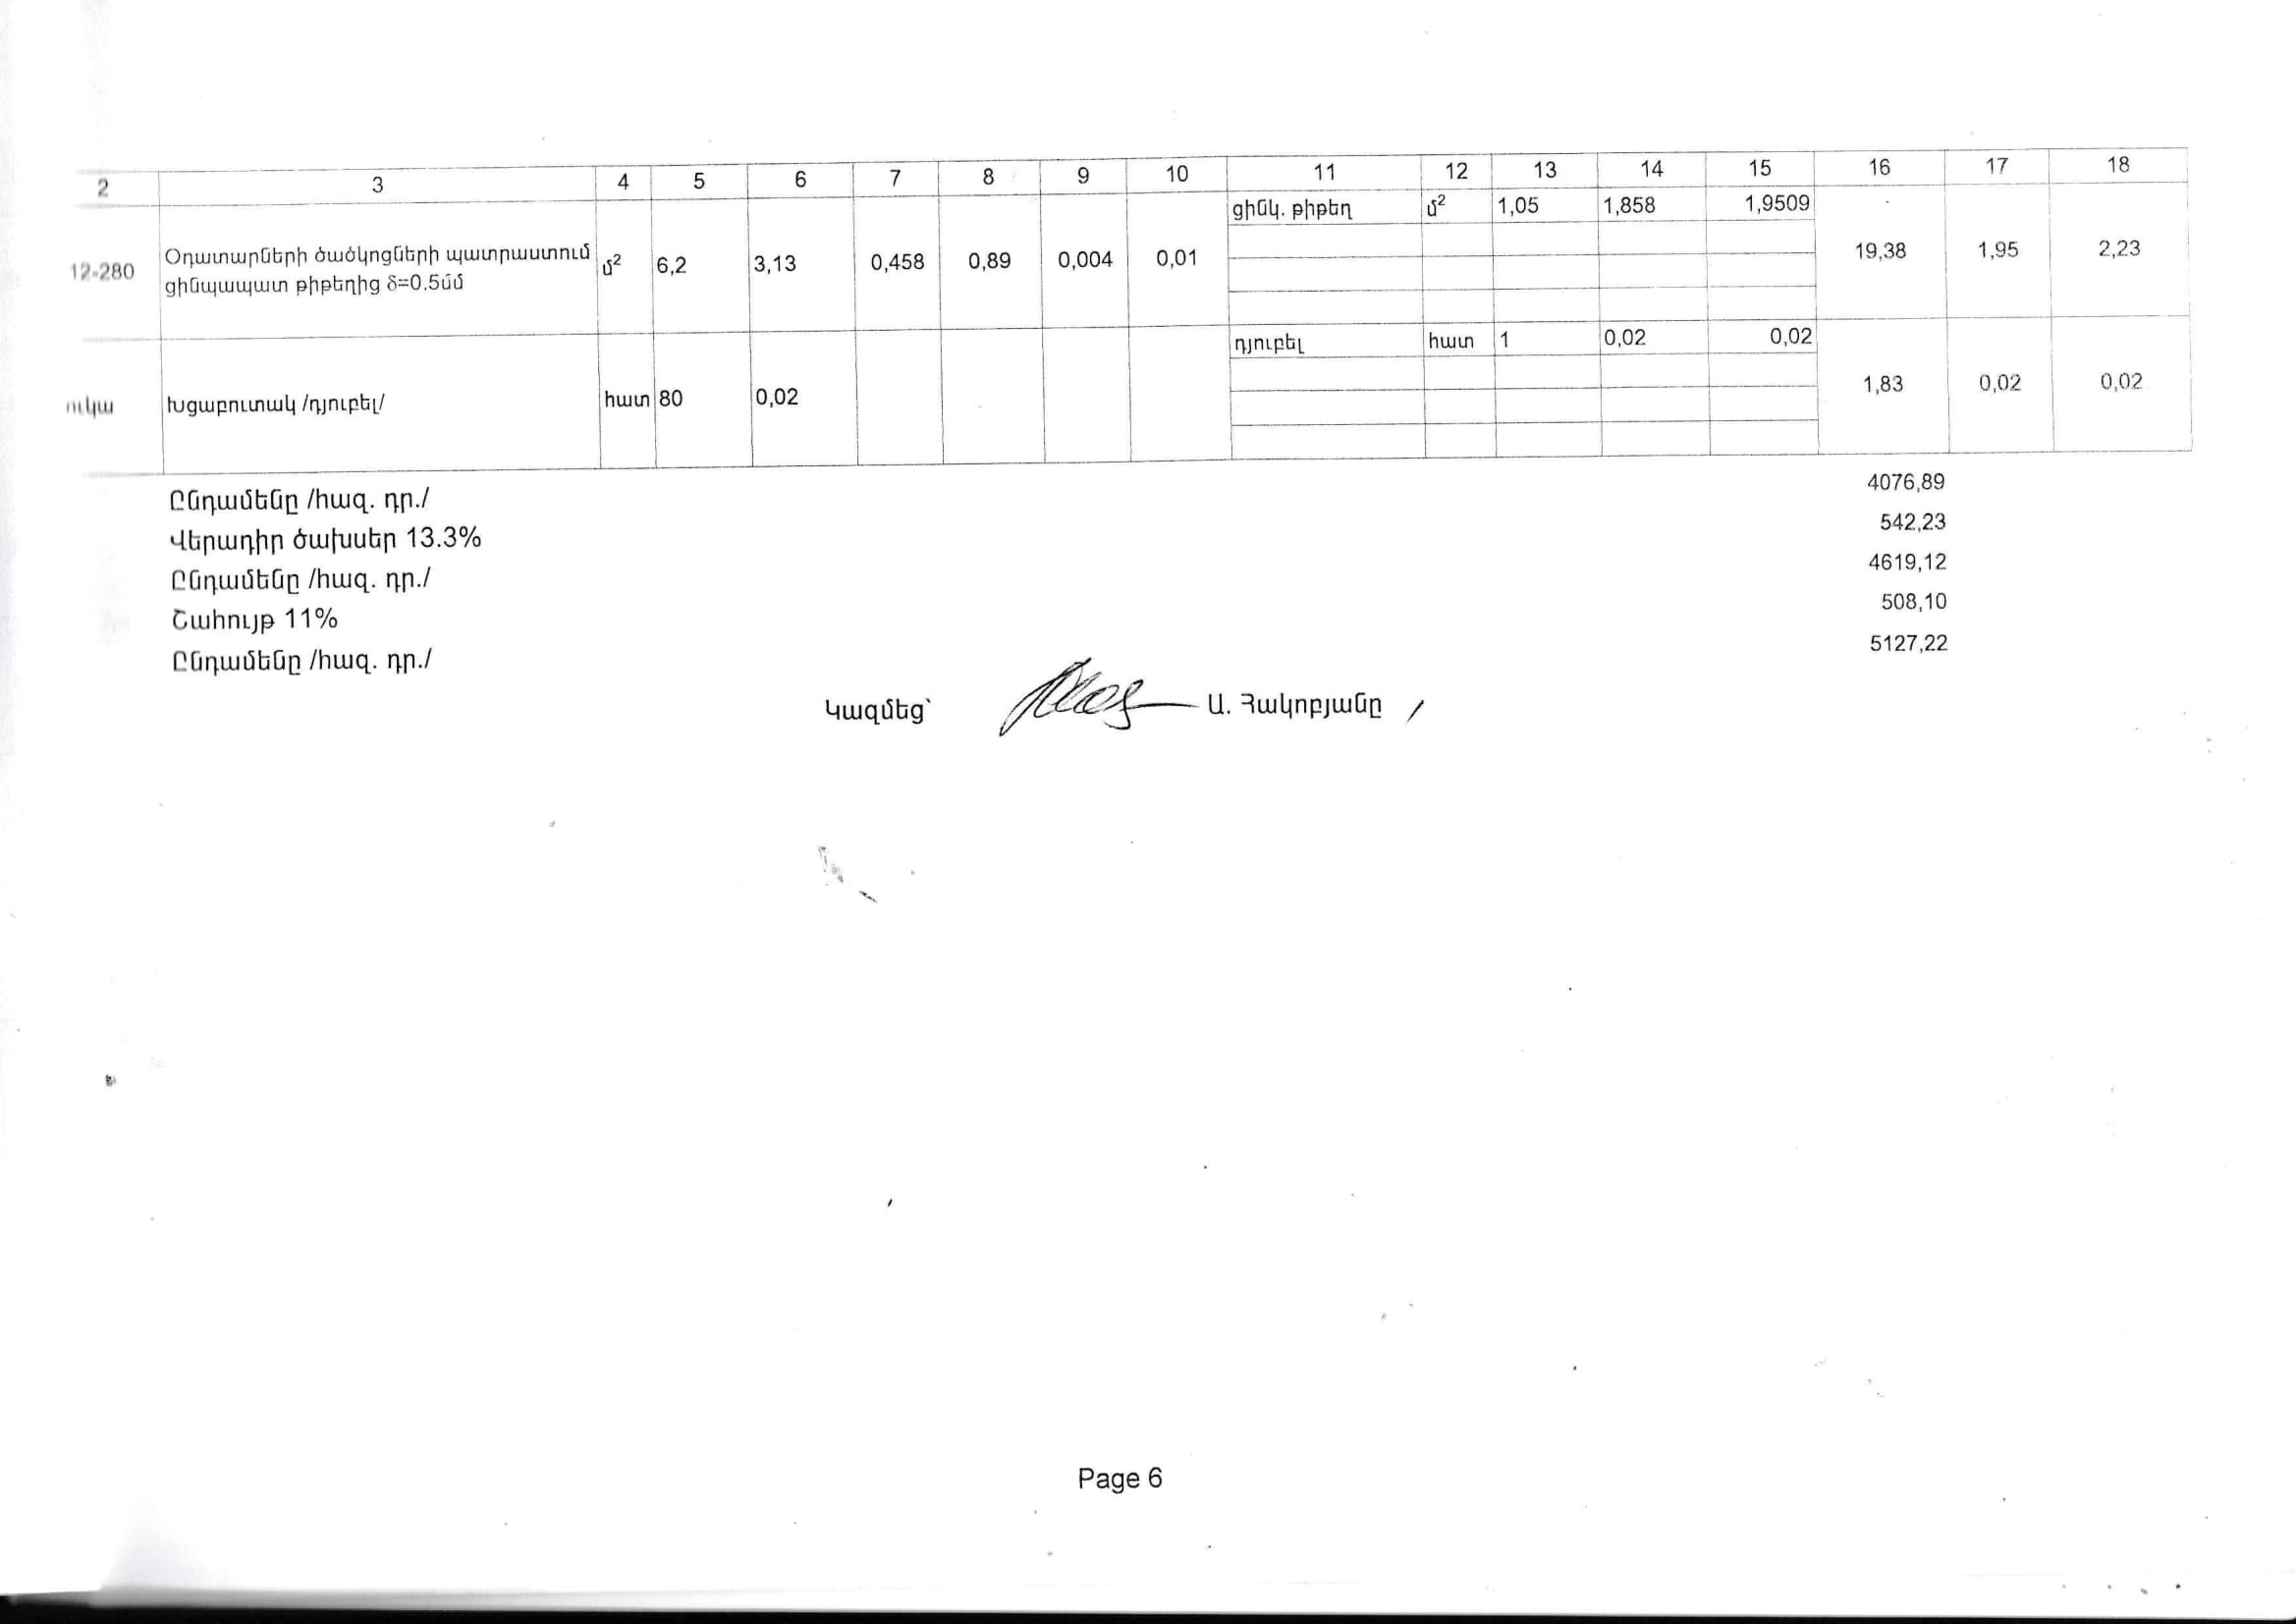 2 3 4 5 6 7 8 9 10 11 12 13 14 15 16 17 18
ցինկ. թիթեղ մ² 1,05 1,858 1,9509
12-280 Օդատարների ծածկոցների պատրաստում մ² 6,2 3,13 0,458 0,89 0,004 0,01 19,38 1,95 2,23
ցինպապատ թիթեղից δ=0.5մմ
դյուբել հատ 1 0,02 0,02
ուկա Խցաբուտակ /դյուբել/ հատ 80 0,02 1,83 0,02 0,02
Ընդամենը /հազ. դր./ 4076,89
Վերադիր ծախսեր 13.3% 542,23
Ընդամենը /հազ. դր./ 4619,12
Շահույթ 11% 508,10
Ընդամենը /հազ. դր./ 5127,22
Կազմեց՝ Ա. Հակոբյանը
Page 6